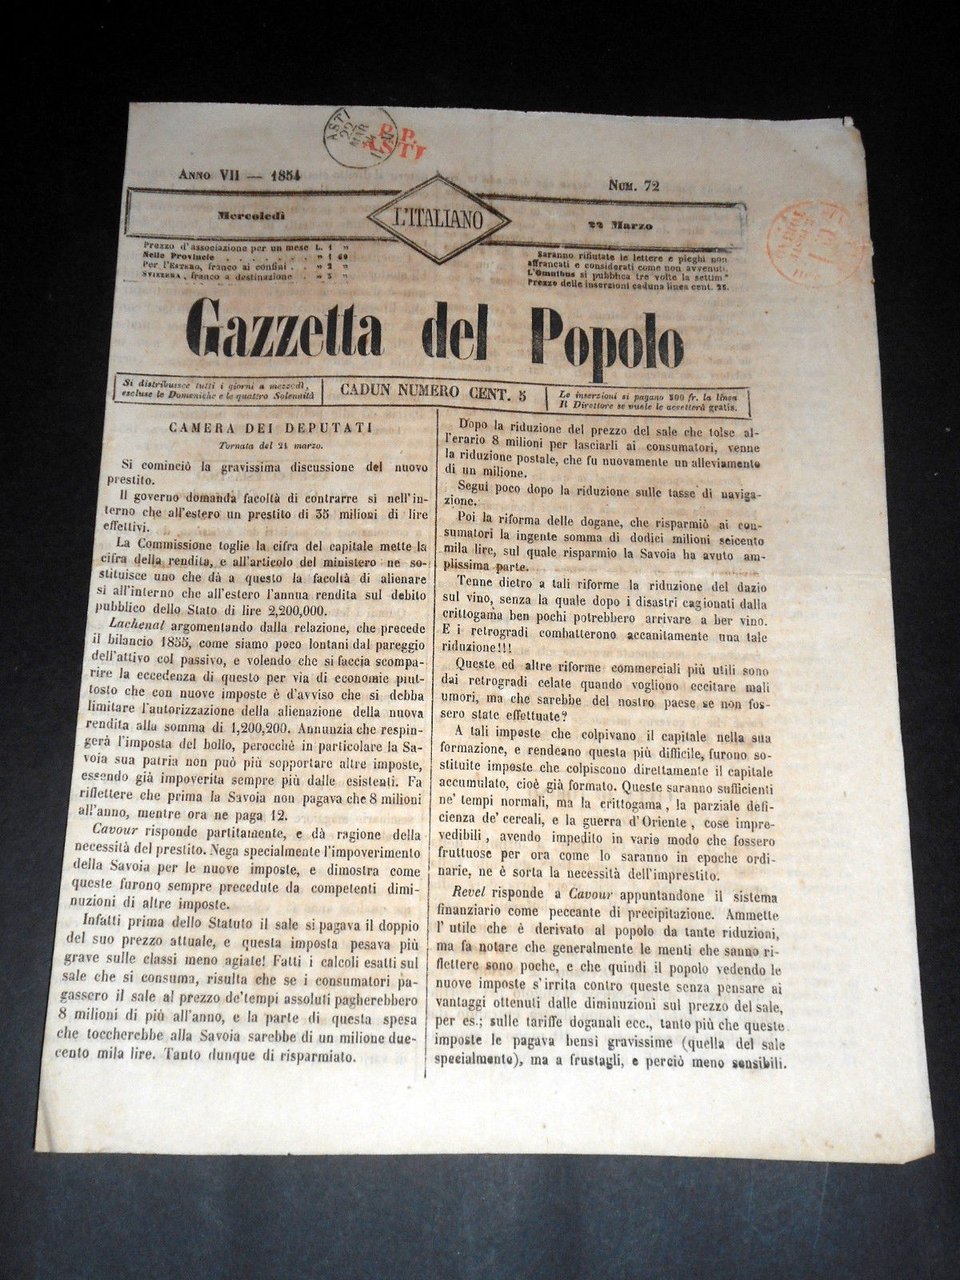 ASTI
22
MAR
P. P.
ASTI
ANNO VII — 1854
NUM. 72
Mercoledì
L'ITALIANO
22 Marzo
Prezzo d'associazione per un mese L. 1 "
Nelle Provincie . . . . . . . " 1 60
Per l'ESTERO, franco ai confini . . " 2 "
SVIZZERA, franco a destinazione . . " 3 "
Saranno rifiutate le lettere e pieghi non
affrancati e considerati come non avvenuti.
L'Omnibus si pubblica tre volte la settim."
Prezzo delle inserzioni caduna linea cent. 25.
Gazzetta del Popolo
Si distribuisce tutti i giorni a mezzodì,
escluse le Domeniche e le quattro Solennità
CADUN NUMERO CENT. 5
Le inserzioni si pagano 300 fr. la linea
Il Direttore se vuole le accetterà gratis.
CAMERA DEI DEPUTATI
Tornata del 21 marzo.
Si cominciò la gravissima discussione del nuovo
prestito.
Il governo domanda facoltà di contrarre sì nell'in-
terno che all'estero un prestito di 35 milioni di lire
effettivi.
La Commissione toglie la cifra del capitale mette la
cifra della rendita, e all'articolo del ministero ne so-
stituisce uno che dà a questo la facoltà di alienare
sì all'interno che all'estero l'annua rendita sul debito
pubblico dello Stato di lire 2,200,000.
Lachenal argomentando dalla relazione, che precede
il bilancio 1855, come siamo poco lontani dal pareggio
dell'attivo col passivo, e volendo che si faccia scompa-
rire la eccedenza di questo per via di economie piut-
tosto che con nuove imposte è d'avviso che si debba
limitare l'autorizzazione della alienazione della nuova
rendita alla somma di 1,200,200. Annunzia che respin-
gerà l'imposta del bollo, perocchè in particolare la Sa-
voia sua patria non può più sopportare altre imposte,
essendo già impoverita sempre più dalle esistenti. Fa
riflettere che prima la Savoia non pagava che 8 milioni
all'anno, mentre ora ne paga 12.
Cavour risponde partitamente, e dà ragione della
necessità del prestito. Nega specialmente l'impoverimento
della Savoia per le nuove imposte, e dimostra come
queste furono sempre precedute da competenti dimi-
nuzioni di altre imposte.
Infatti prima dello Statuto il sale si pagava il doppio
del suo prezzo attuale, e questa imposta pesava più
grave sulle classi meno agiate! Fatti i calcoli esatti sul
sale che si consuma, risulta che se i consumatori pa-
gassero il sale al prezzo de'tempi assoluti pagherebbero
8 milioni di più all'anno, e la parte di questa spesa
che toccherebbe alla Savoia sarebbe di un milione due-
cento mila lire. Tanto dunque di risparmiato.
Dopo la riduzione del prezzo del sale che tolse al-
l'erario 8 milioni per lasciarli ai consumatori, venne
la riduzione postale, che fu nuovamente un alleviamento
di un milione.
Seguì poco dopo la riduzione sulle tasse di naviga-
zione.
Poi la riforma delle dogane, che risparmiò ai con-
sumatori la ingente somma di dodici milioni seicento
mila lire, sul quale risparmio la Savoia ha avuto am-
plissima parte.
Tenne dietro a tali riforme la riduzione del dazio
sul vino, senza la quale dopo i disastri cagionati dalla
crittogama ben pochi potrebbero arrivare a ber vino.
E i retrogradi combatterono accanitamente una tale
riduzione!!!
Queste ed altre riforme commerciali più utili sono
dai retrogradi celate quando vogliono eccitare mali
umori, ma che sarebbe del nostro paese se non fos-
sero state effettuate?
A tali imposte che colpivano il capitale nella sua
formazione, e rendeano questa più difficile, furono so-
stituite imposte che colpiscono direttamente il capitale
accumulato, cioè già formato. Queste saranno sufficienti
ne' tempi normali, ma la crittogama, la parziale defi-
cienza de' cereali, e la guerra d'Oriente, cose impre-
vedibili, avendo impedito in vario modo che fossero
fruttuose per ora come lo saranno in epoche ordi-
narie, ne è sorta la necessità dell'imprestito.
Revel risponde a Cavour appuntandone il sistema
finanziario come peccante di precipitazione. Ammette
l'utile che è derivato al popolo da tante riduzioni,
ma fa notare che generalmente le menti che sanno ri-
flettere sono poche, e che quindi il popolo vedendo le
nuove imposte s'irrita contro queste senza pensare ai
vantaggi ottenuti dalle diminuzioni sul prezzo del sale,
per es.; sulle tariffe doganali ecc., tanto più che queste
imposte le pagava bensì gravissime (quella del sale
specialmente), ma a frustagli, e perciò meno sensibili.